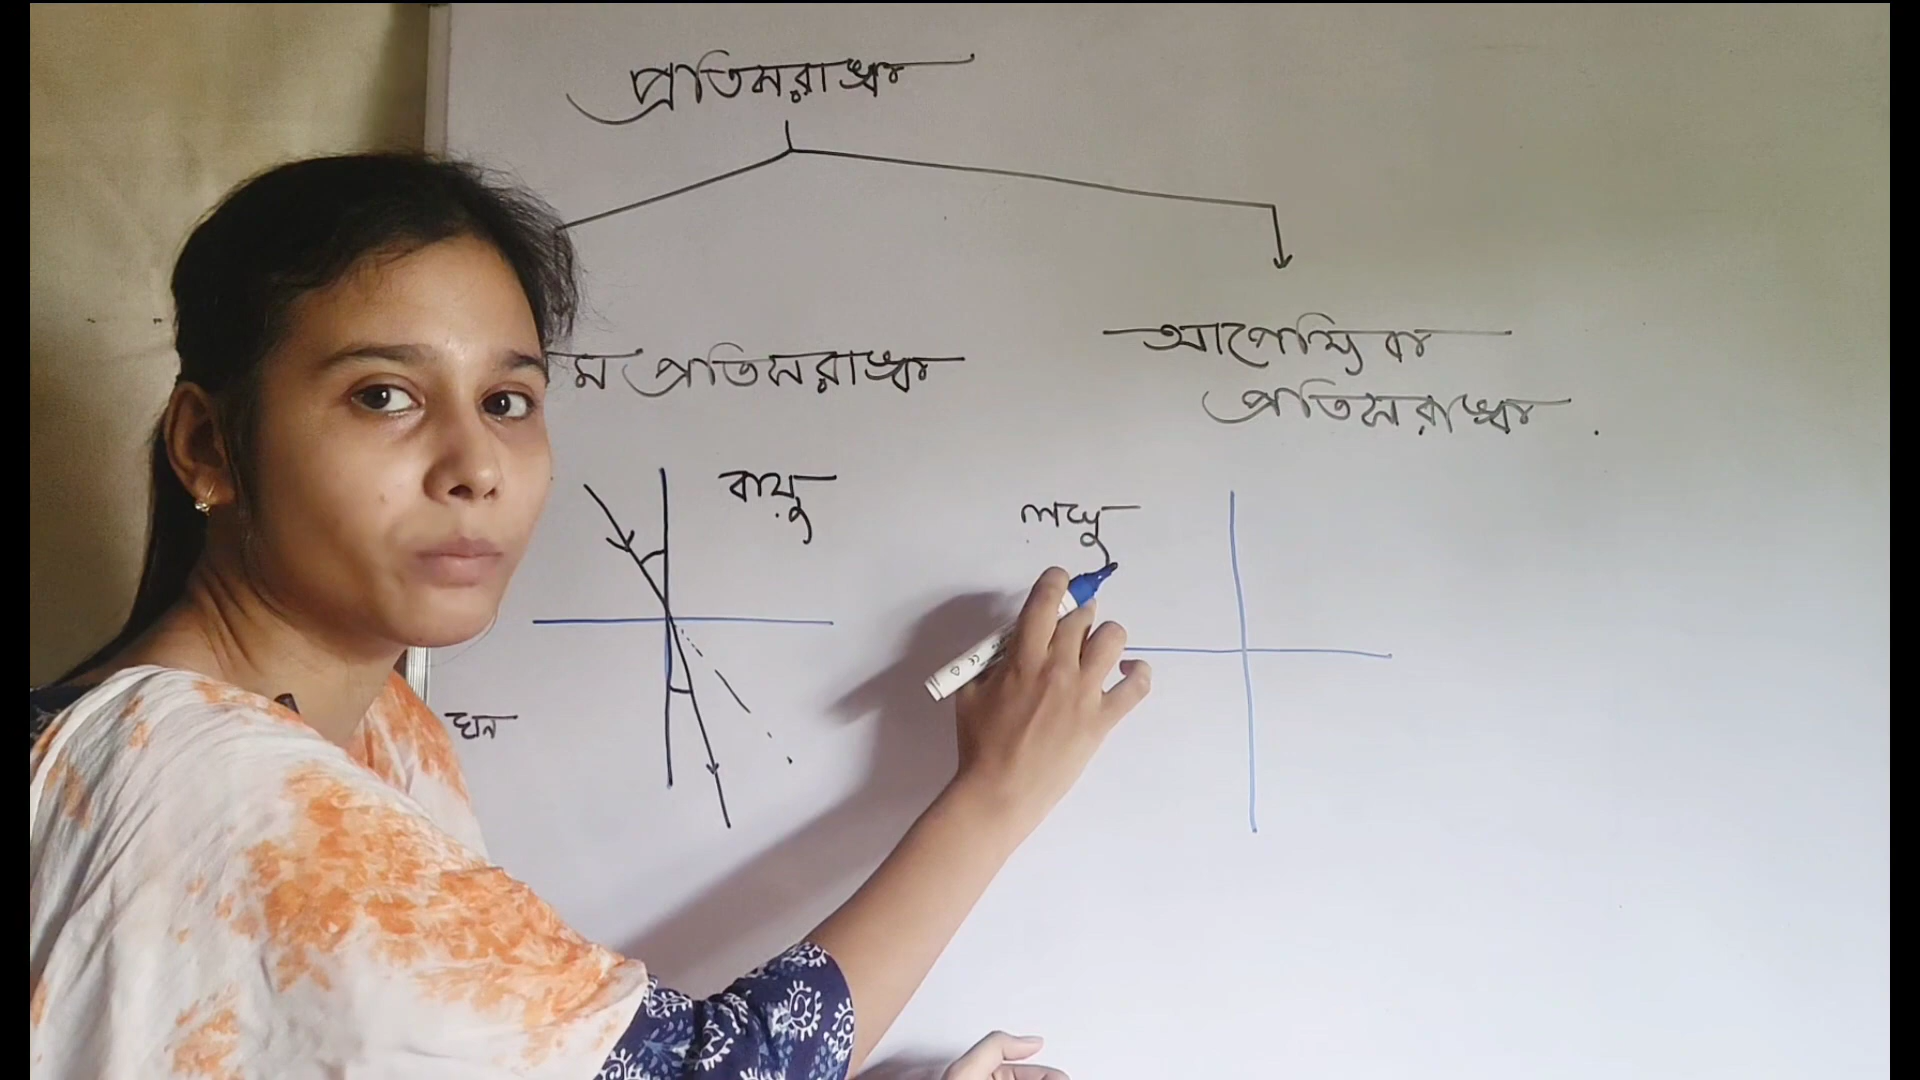 প্রতিসরাঙ্ক
ম প্রতিসরাঙ্ক
আপেক্ষিক
প্রতিসরাঙ্ক .
বায়ু
লঘু
ঘন